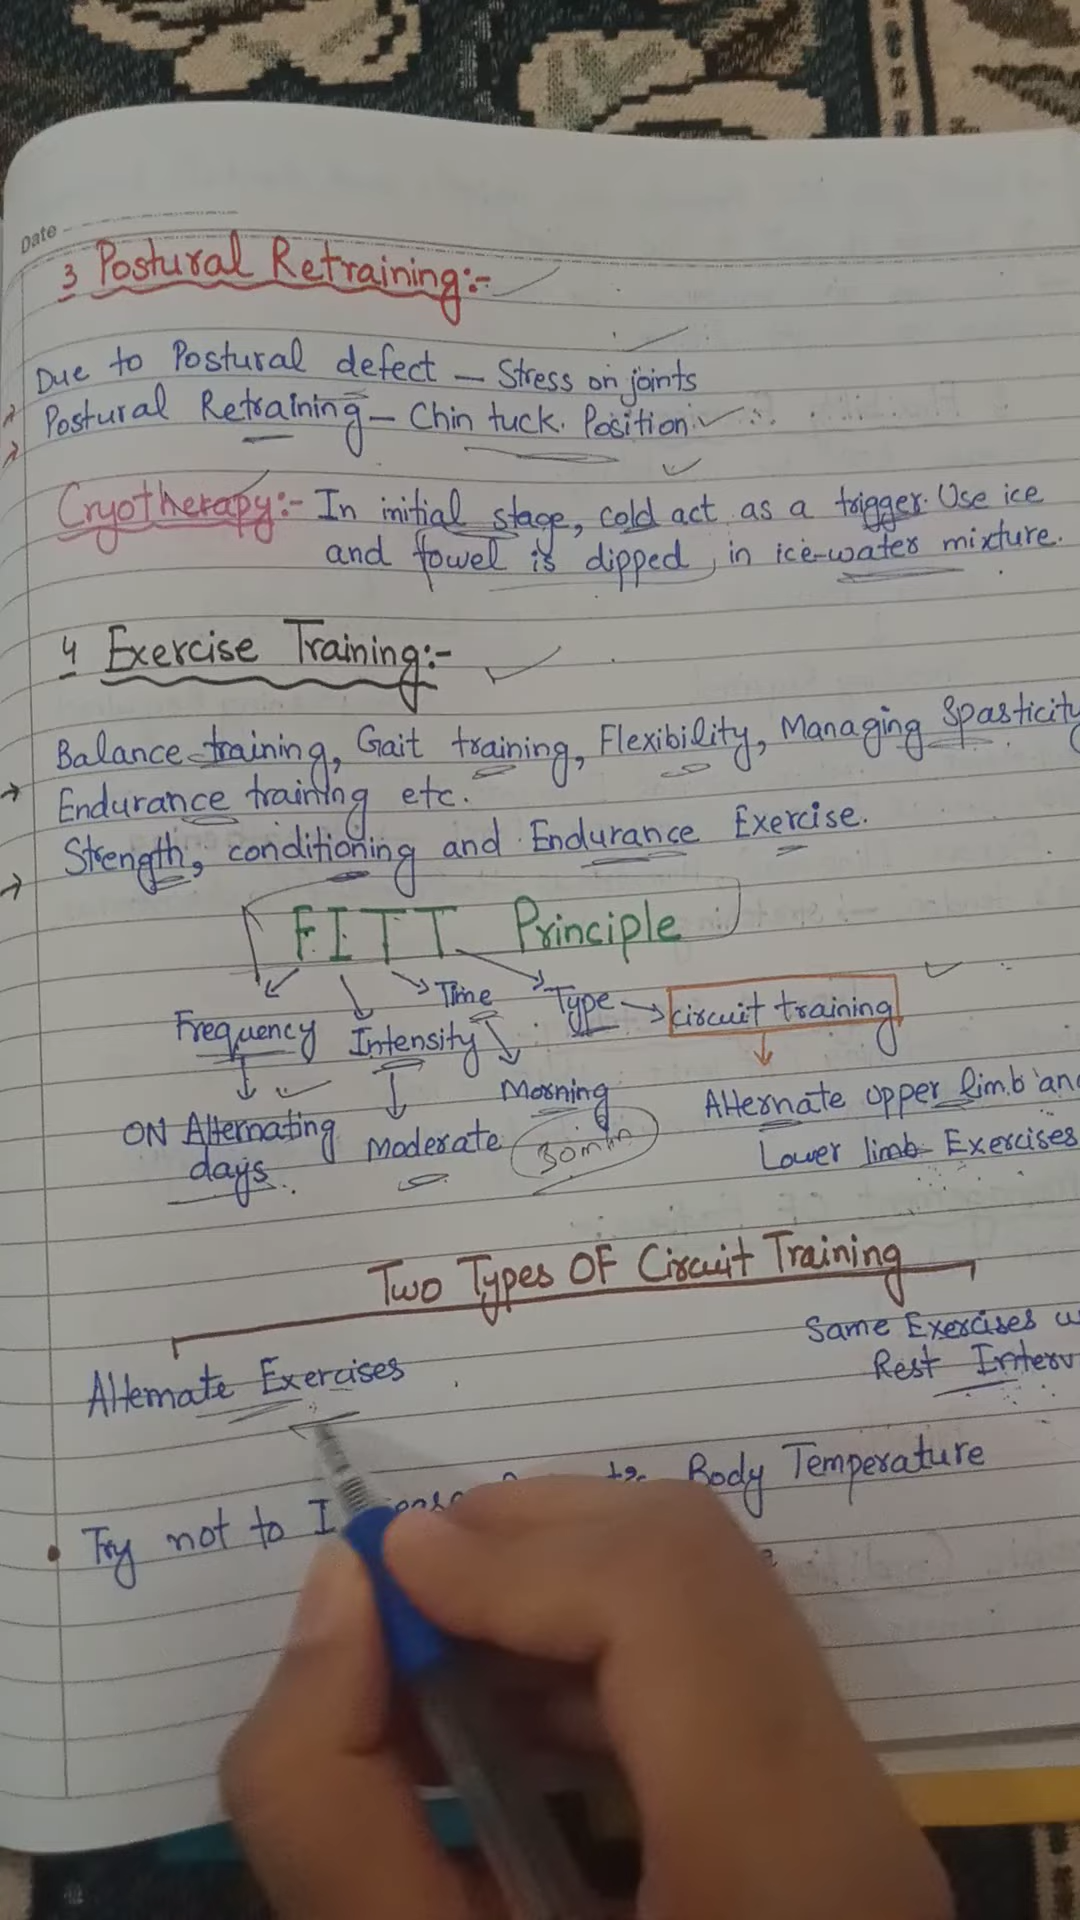 Date
3 Postural Retraining:-
Due to Postural defect - Stress on joints
Postural Retraining - Chin tuck. Position.
Cryotherapy:- In initial stage, cold act as a trigger. Use ice
and towel is dipped in ice-water mixture.
4 Exercise Training:-
Balance training, Gait training, Flexibility, Managing Spasticity
Endurance training etc.
Strength, conditioning and Endurance Exercise.
FITT Principle
Frequency Intensity Time Type circuit training
ON Alternating days. Moderate Morning 30min
Alternate upper limb and
Lower limb Exercises
Two Types OF Circuit Training
Alternate Exercises
Same Exercises
Rest
Try not to Body Temperature